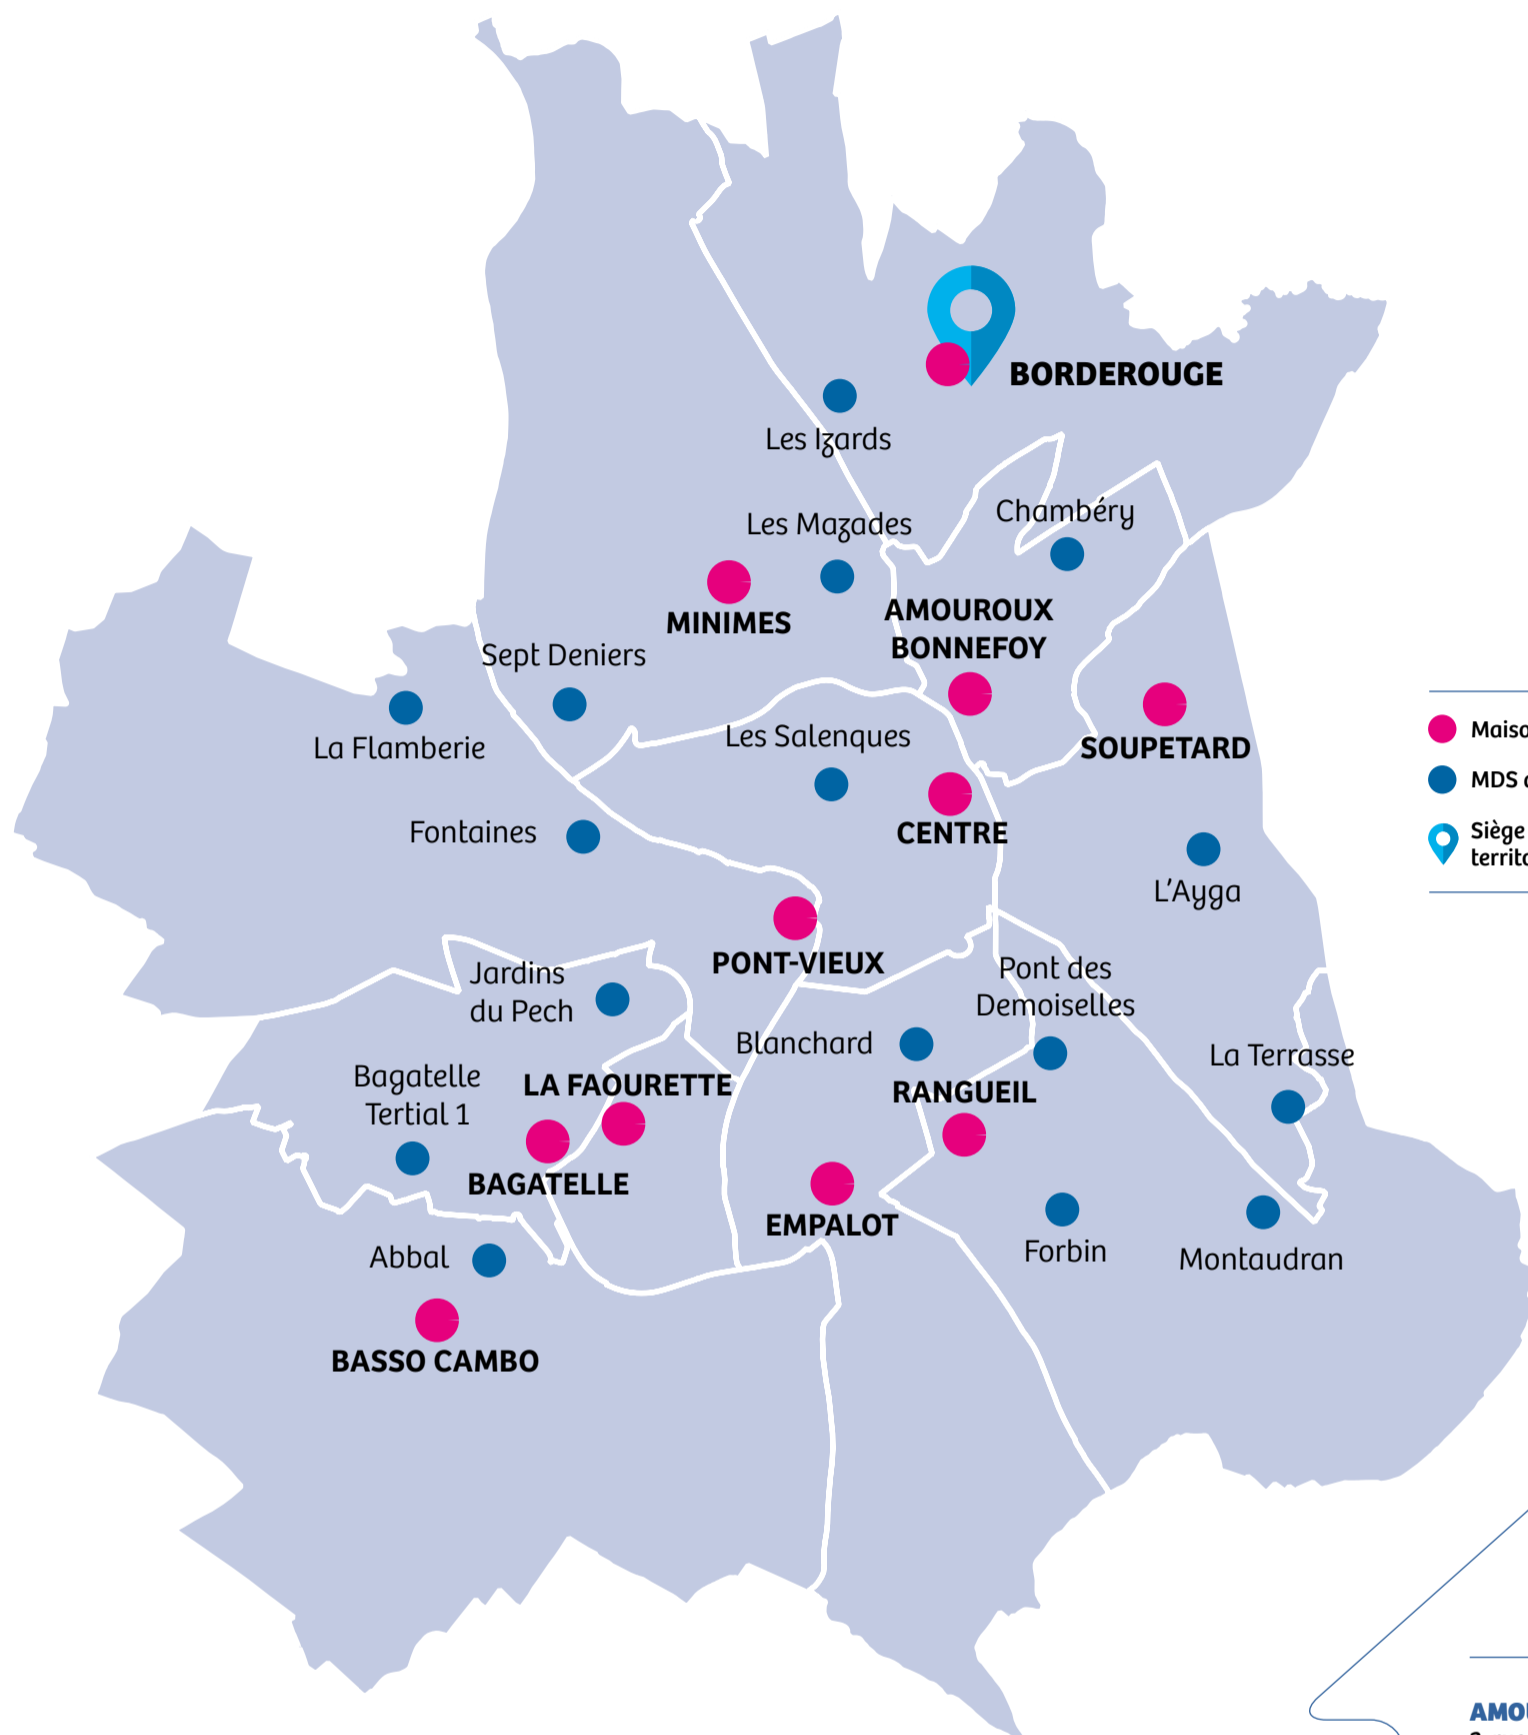 BORDEROUGE
Les Izards
Chambéry
Les Mazades
AMOUROUX
BONNEFOY
MINIMES
Sept Deniers
La Flamberie
Les Salenques
SOUPETARD
Siège
Fontaines
CENTRE
L'Ayga
PONT-VIEUX
Jardins
du Pech
Pont des
Demoiselles
Blanchard
La Terrasse
Bagatelle
Tertial 1
LA FAOURETTE
RANGUEIL
BAGATELLE
EMPALOT
Abbal
Forbin
Montaudran
BASSO CAMBO
MDS